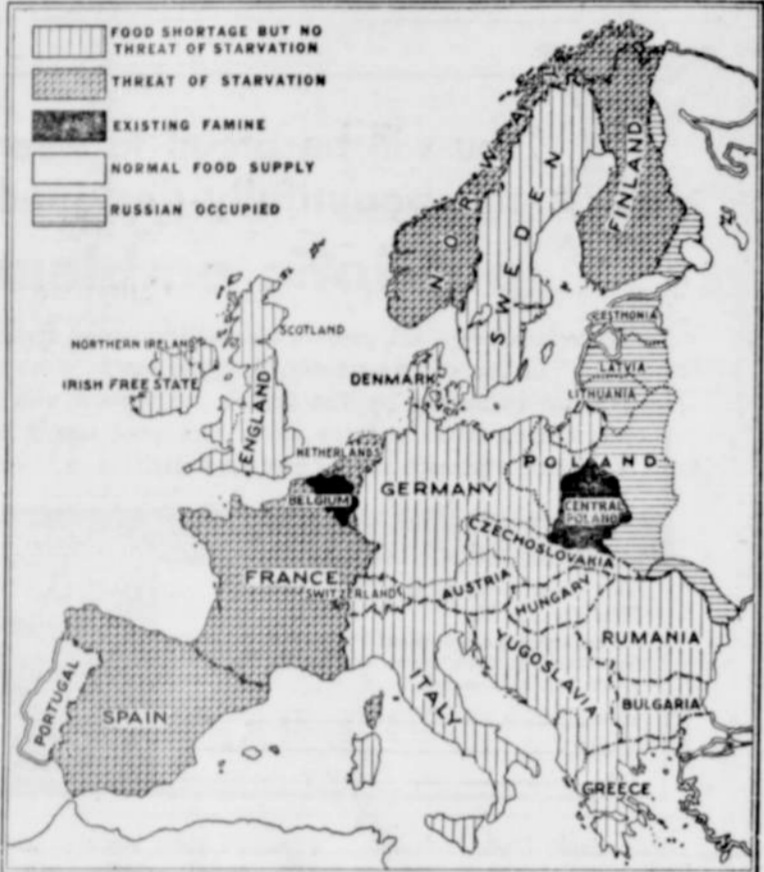 FOOD SHORTAGE BUT NO
THREAT OF STARVATION
THREAT OF STARVATION
EXISTING FAMINE
NORMAL FOOD SUPPLY
RUSSIAN OCCUPIED
NORWAY
SWEDEN
FINLAND
ESTHONIA
LATVIA
LITHUANIA
SCOTLAND
NORTHERN IRELAND
IRISH FREE STATE
ENGLAND
DENMARK
NETHERLANDS
BELGIUM
GERMANY
POLAND
CENTRAL
POLAND
CZECHOSLOVAKIA
FRANCE
SWITZERLAND
AUSTRIA
HUNGARY
RUMANIA
YUGOSLAVIA
ITALY
BULGARIA
PORTUGAL
SPAIN
GREECE